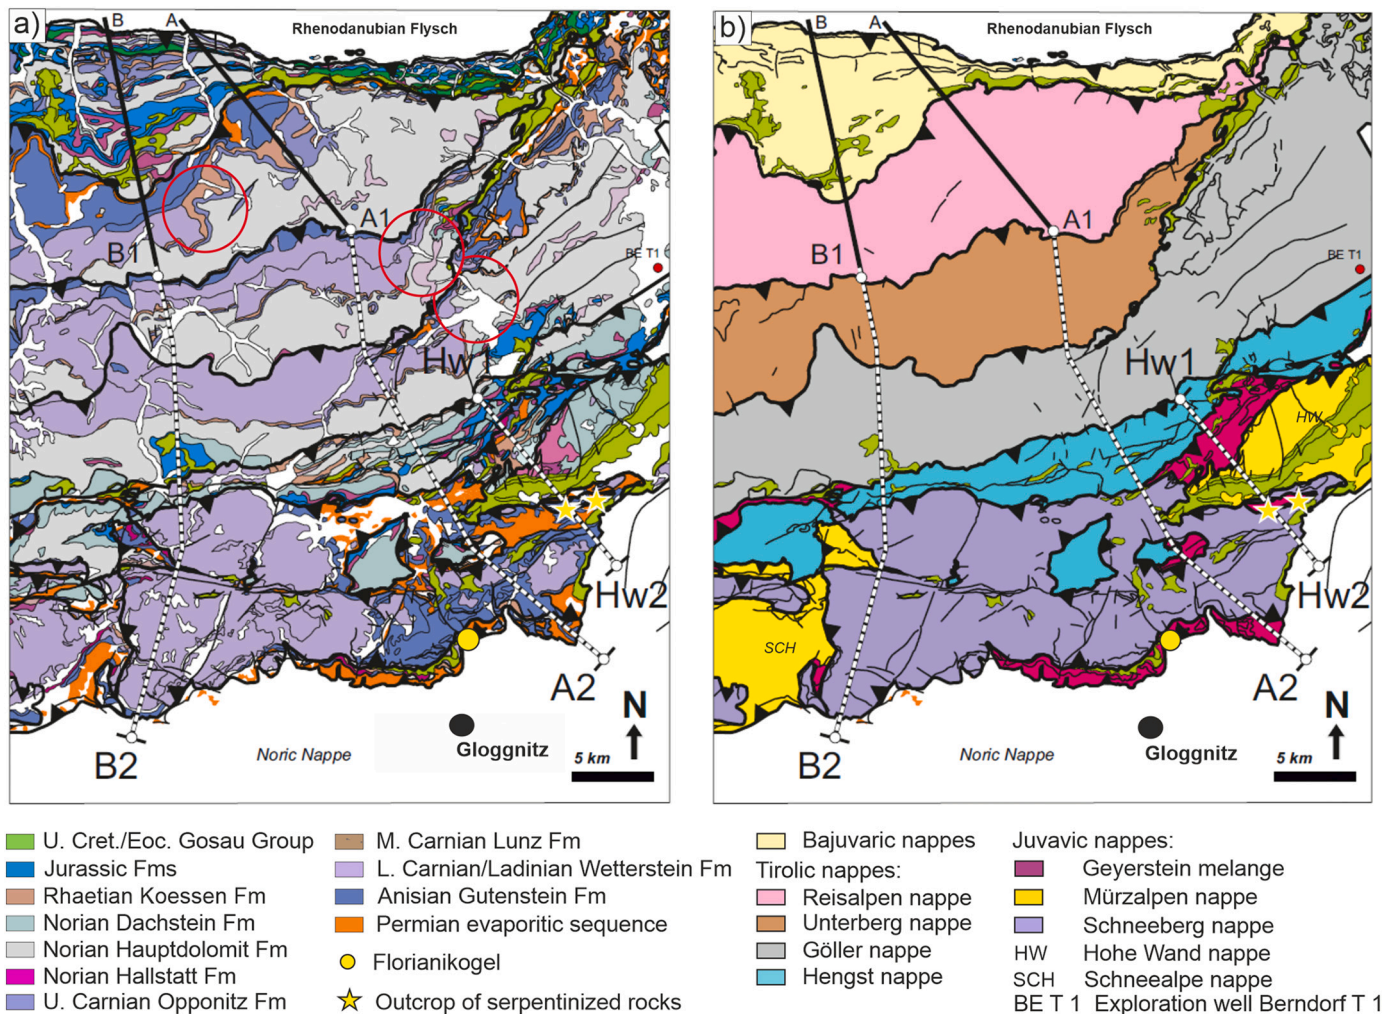 a)
B
A
Rhenodanubian Flysch
A1
B1
BE T1
Hw1
Hw2
A2
B2
N
Gloggnitz
Noric Nappe
5 km
b)
B
A
Rhenodanubian Flysch
A1
B1
BE T1
Hw1
HW
Hw2
SCH
A2
B2
N
Gloggnitz
Noric Nappe
5 km
U. Cret./Eoc. Gosau Group
Jurassic Fms
Rhaetian Koessen Fm
Norian Dachstein Fm
Norian Hauptdolomit Fm
Norian Hallstatt Fm
U. Carnian Opponitz Fm
M. Carnian Lunz Fm
L. Carnian/Ladinian Wetterstein Fm
Anisian Gutenstein Fm
Permian evaporitic sequence
Florianikogel
Outcrop of serpentinized rocks
Bajuvaric nappes
Tirolic nappes:
Reisalpen nappe
Unterberg nappe
Göller nappe
Hengst nappe
Juvavic nappes:
Geyerstein melange
Mürzalpen nappe
Schneeberg nappe
HW Hohe Wand nappe
SCH Schneealpe nappe
BE T 1 Exploration well Berndorf T 1